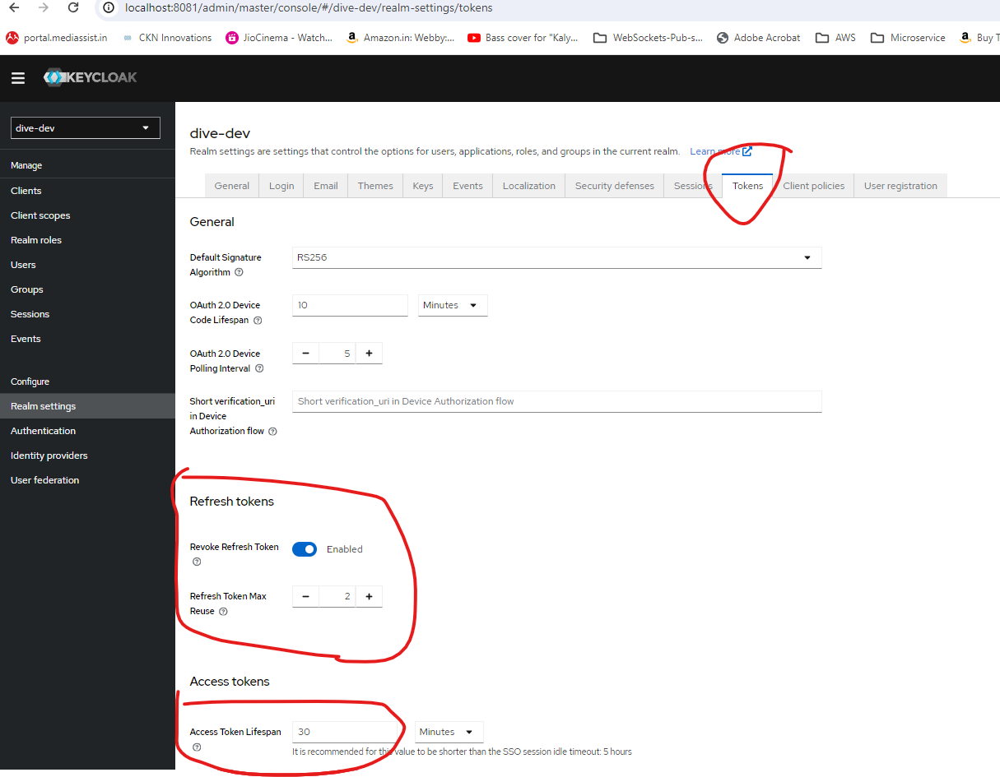 localhost:8081/admin/master/console/#/dive-dev/realm-settings/tokens
portal.mediassist.in CKN Innovations JioCinema - Watch... Amazon.in: Webby:... Bass cover for "Kaly... WebSockets-Pub-s... Adobe Acrobat AWS Microservice Buy T
KEYCLOAK
dive-dev
Manage
Clients
Client scopes
Realm roles
Users
Groups
Sessions
Events
Configure
Realm settings
Authentication
Identity providers
User federation
dive-dev
Realm settings are settings that control the options for users, applications, roles, and groups in the current realm. Learn more
General Login Email Themes Keys Events Localization Security defenses Sessions Tokens Client policies User registration
General
Default Signature
Algorithm
RS256
OAuth 2.0 Device
Code Lifespan
10 Minutes
OAuth 2.0 Device
Polling Interval
− 5 +
Short verification_uri
in Device
Authorization flow
Short verification_uri in Device Authorization flow
Refresh tokens
Revoke Refresh Token
Enabled
Refresh Token Max
Reuse
− 2 +
Access tokens
Access Token Lifespan
30 Minutes
It is recommended for this value to be shorter than the SSO session idle timeout: 5 hours